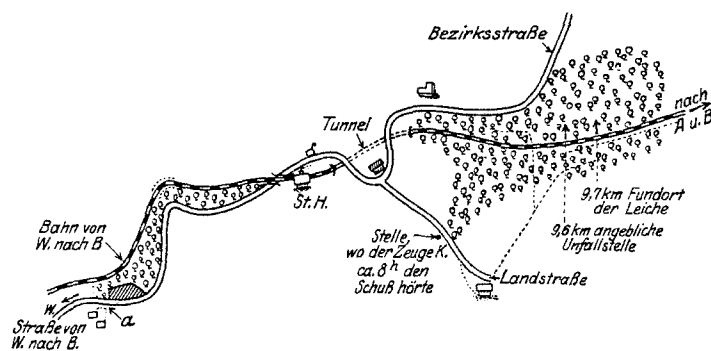 Bezirksstraße
nach
A u. B
Tunnel
St. H.
9,7 km Fundort
der Leiche
9,6 km angebliche
Unfallstelle
Bahn von
W. nach B.
Stelle,
wo der Zeuge K.
ca. 8h den
Schuß hörte
Landstraße
W.
a
Straße von
W. nach B.